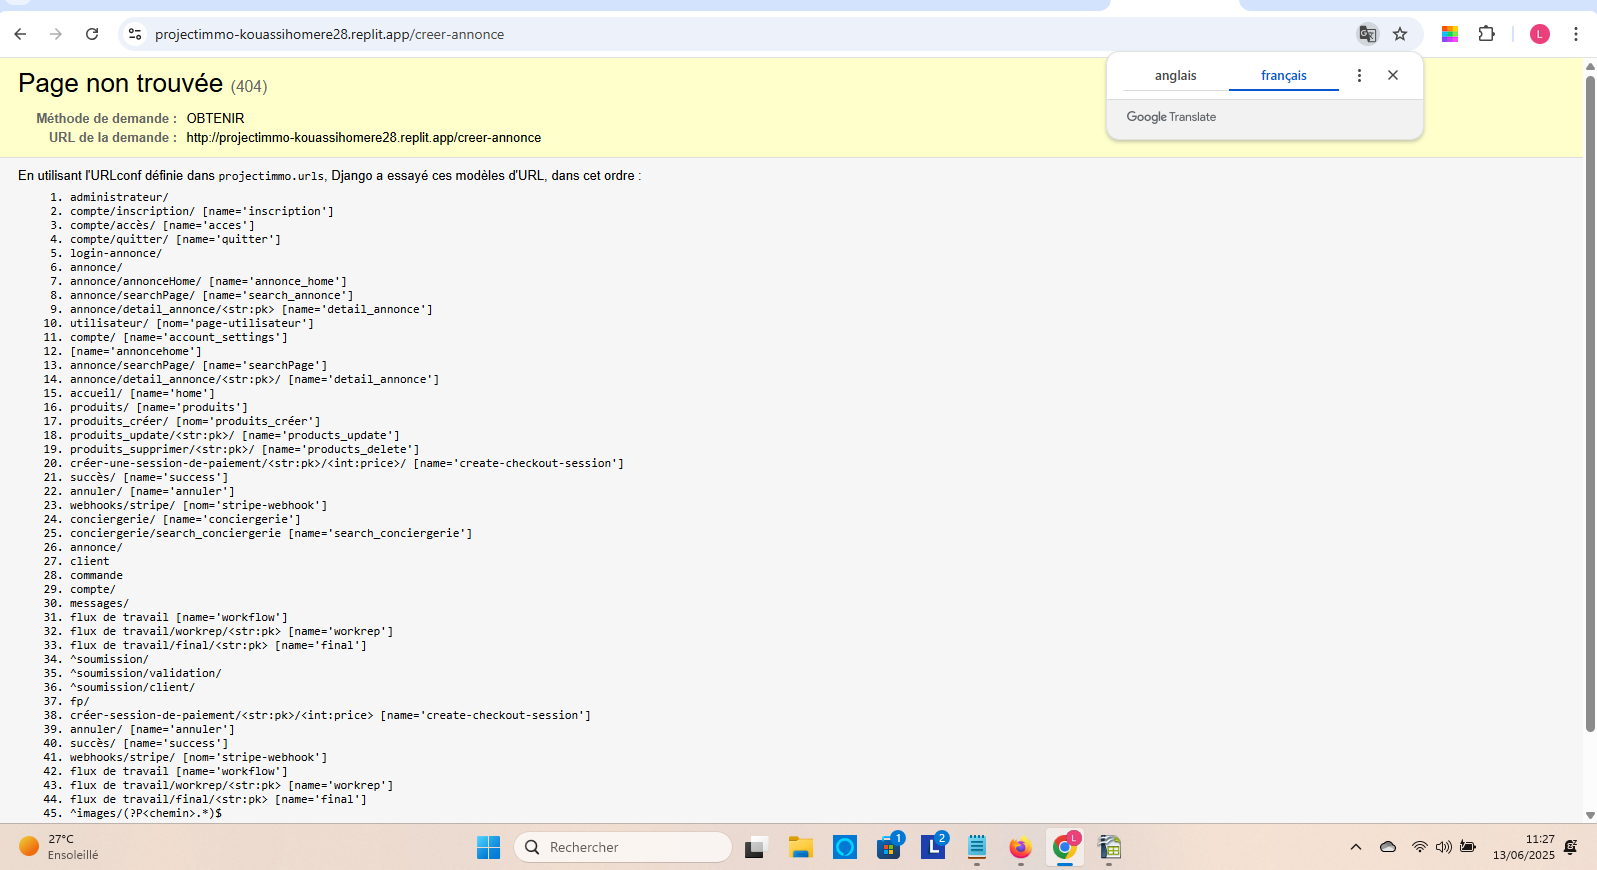 projectimmo-kouassihomere28.replit.app/creer-annonce
L
anglais
français
Google Translate
Page non trouvée (404)
Méthode de demande : OBTENIR
URL de la demande : http://projectimmo-kouassihomere28.replit.app/creer-annonce
En utilisant l'URLconf définie dans projectimmo.urls, Django a essayé ces modèles d'URL, dans cet ordre :
1. administrateur/
2. compte/inscription/ [name='inscription']
3. compte/accès/ [name='acces']
4. compte/quitter/ [name='quitter']
5. login-annonce/
6. annonce/
7. annonce/annonceHome/ [name='annonce_home']
8. annonce/searchPage/ [name='search_annonce']
9. annonce/detail_annonce/<str:pk> [name='detail_annonce']
10. utilisateur/ [nom='page-utilisateur']
11. compte/ [name='account_settings']
12. [name='annoncehome']
13. annonce/searchPage/ [name='searchPage']
14. annonce/detail_annonce/<str:pk>/ [name='detail_annonce']
15. accueil/ [name='home']
16. produits/ [name='produits']
17. produits_créer/ [nom='produits_créer']
18. produits_update/<str:pk>/ [name='products_update']
19. produits_supprimer/<str:pk>/ [name='products_delete']
20. créer-une-session-de-paiement/<str:pk>/<int:price>/ [name='create-checkout-session']
21. succès/ [name='success']
22. annuler/ [name='annuler']
23. webhooks/stripe/ [nom='stripe-webhook']
24. conciergerie/ [name='conciergerie']
25. conciergerie/search_conciergerie [name='search_conciergerie']
26. annonce/
27. client
28. commande
29. compte/
30. messages/
31. flux de travail [name='workflow']
32. flux de travail/workrep/<str:pk> [name='workrep']
33. flux de travail/final/<str:pk> [name='final']
34. ^soumission/
35. ^soumission/validation/
36. ^soumission/client/
37. fp/
38. créer-session-de-paiement/<str:pk>/<int:price> [name='create-checkout-session']
39. annuler/ [name='annuler']
40. succès/ [name='success']
41. webhooks/stripe/ [nom='stripe-webhook']
42. flux de travail [name='workflow']
43. flux de travail/workrep/<str:pk> [name='workrep']
44. flux de travail/final/<str:pk> [name='final']
45. ^images/(?P<chemin>.*)$
27°C
Ensoleillé
Rechercher
1
L 2
L
11:27
13/06/2025